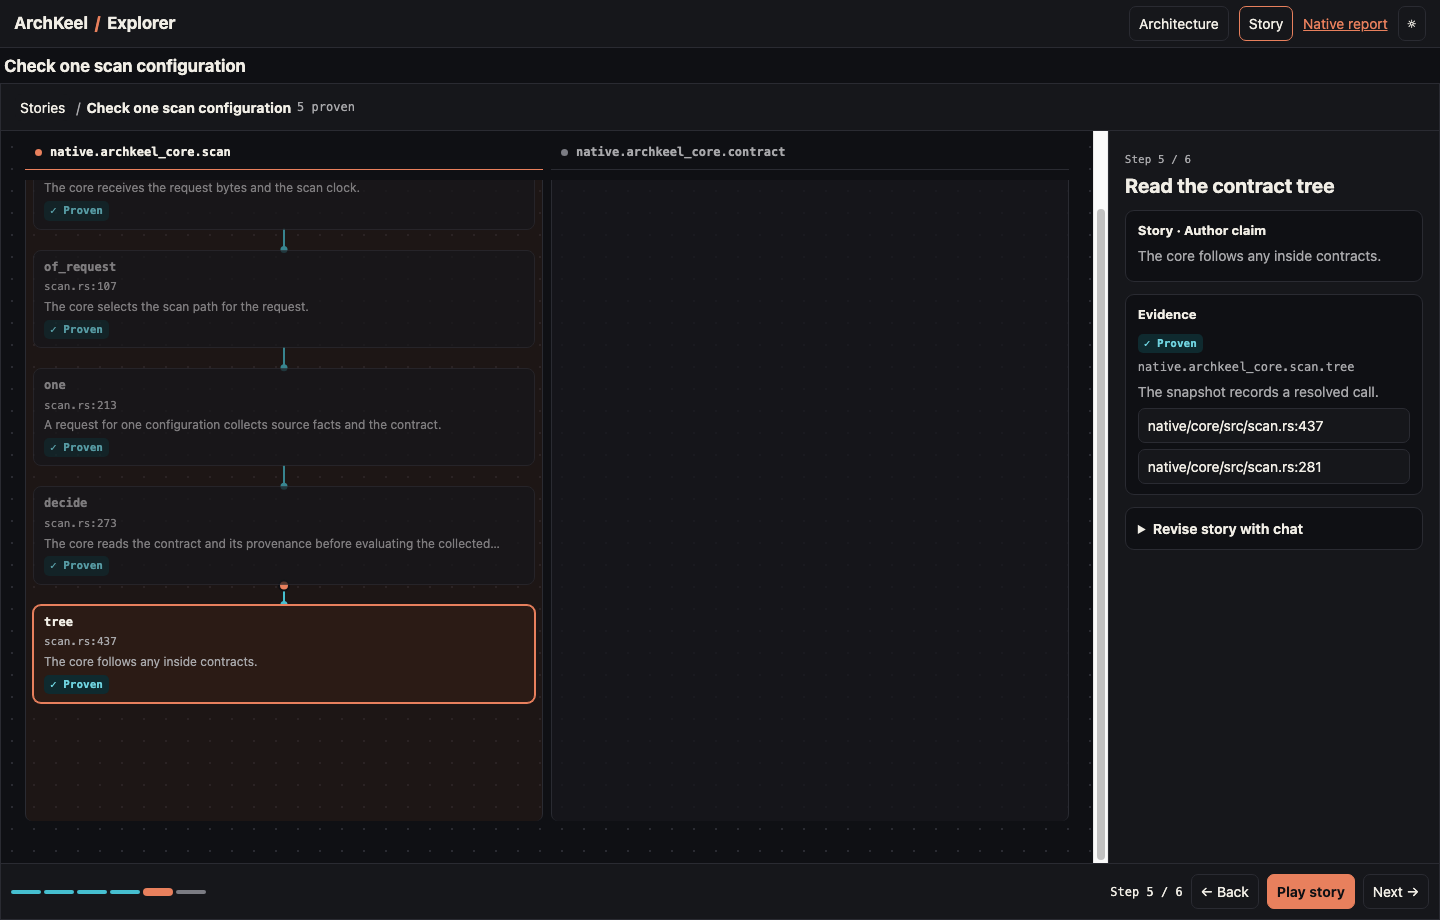 ArchKeel / Explorer
Architecture
Story
Native report
Check one scan configuration
Stories / Check one scan configuration 5 proven
native.archkeel_core.scan
native.archkeel_core.contract
The core receives the request bytes and the scan clock.
✓ Proven
of_request
scan.rs:107
The core selects the scan path for the request.
✓ Proven
one
scan.rs:213
A request for one configuration collects source facts and the contract.
✓ Proven
decide
scan.rs:273
The core reads the contract and its provenance before evaluating the collected…
✓ Proven
tree
scan.rs:437
The core follows any inside contracts.
✓ Proven
Step 5 / 6
Read the contract tree
Story · Author claim
The core follows any inside contracts.
Evidence
✓ Proven
native.archkeel_core.scan.tree
The snapshot records a resolved call.
native/core/src/scan.rs:437
native/core/src/scan.rs:281
▶ Revise story with chat
Step 5 / 6
← Back
Play story
Next →